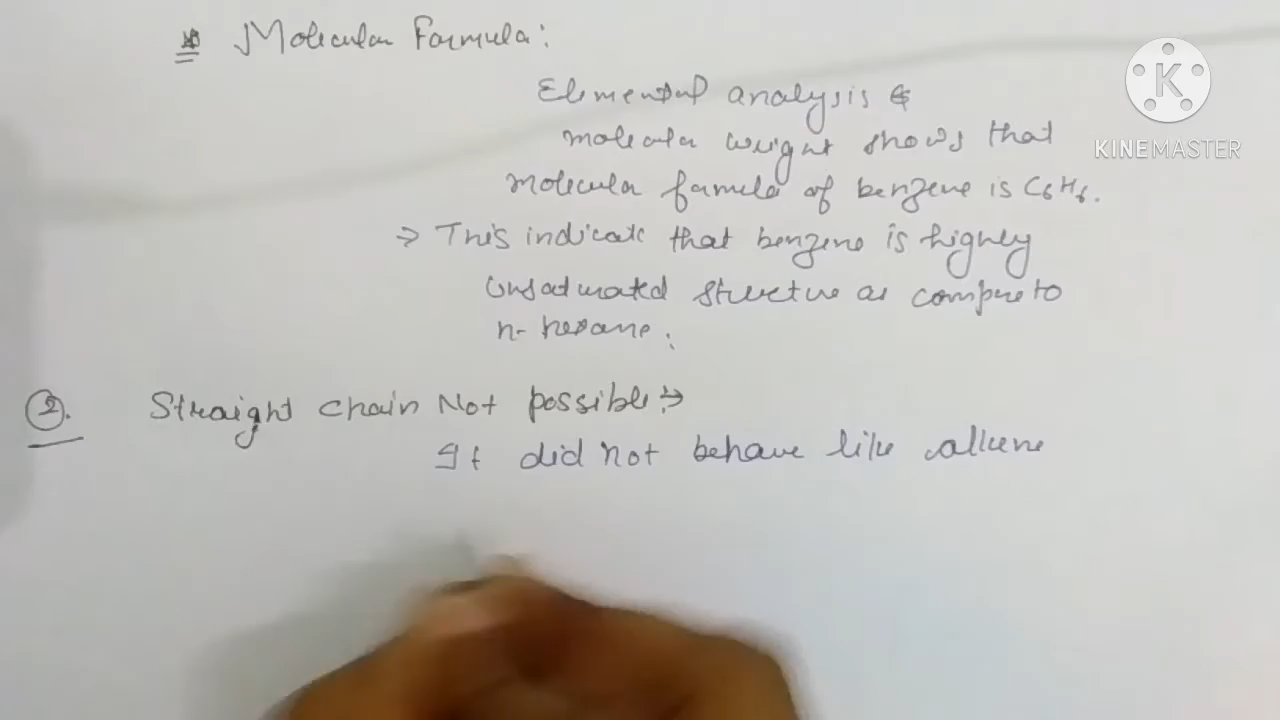 Molecular Formula:
K
KINEMASTER
Elemental analysis &
molecular weight shows that
molecular formula of benzene is C6H6.
→ This indicate that benzene is highly
unsaturated structure as compare to
n-hexane.
2. Straight chain Not possible:→
It did not behave like alkene